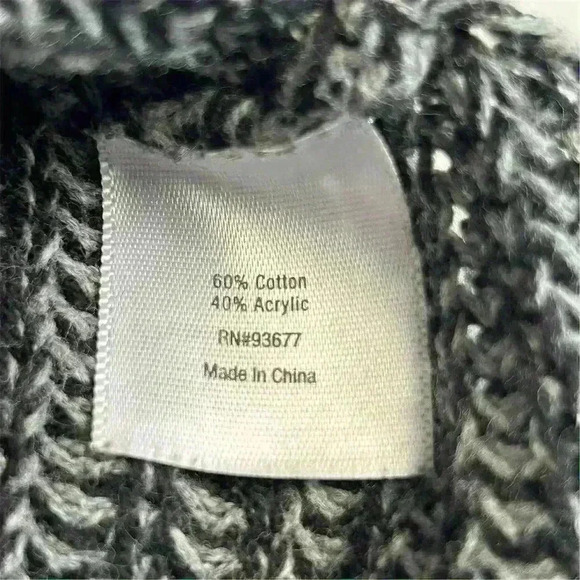 60% Cotton
40% Acrylic
RN#93677
Made In China